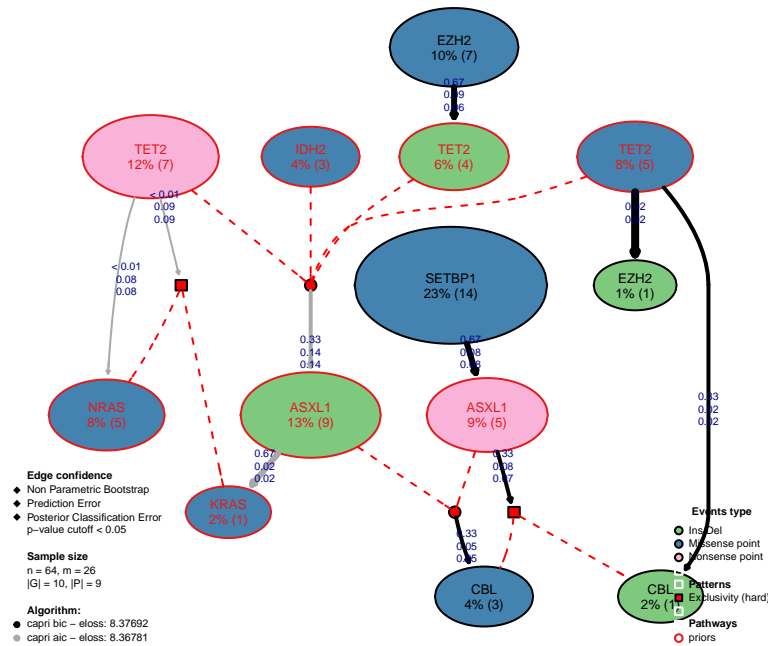 EZH2
10% (7)
0.67
0.09
0.06
TET2
12% (7)
IDH2
4% (3)
TET2
6% (4)
TET2
8% (5)
< 0.01
0.09
0.09
0.02
0.02
< 0.01
0.08
0.08
SETBP1
23% (14)
EZH2
1% (1)
0.33
0.14
0.14
0.67
0.08
0.33
0.02
0.02
NRAS
8% (5)
ASXL1
13% (9)
ASXL1
9% (5)
0.67
0.02
0.02
0.33
0.08
0.07
KRAS
2% (1)
0.33
0.05
0.05
CBL
4% (3)
CBL
2% (1)
Edge confidence
Non Parametric Bootstrap
Prediction Error
Posterior Classification Error
p−value cutoff < 0.05
Sample size
n = 64, m = 26
|G| = 10, |P| = 9
Algorithm:
capri bic − eloss: 8.37692
capri aic − eloss: 8.36781
Events type
Ins/Del
Missense point
Nonsense point
Patterns
Exclusivity (hard)
Pathways
priors